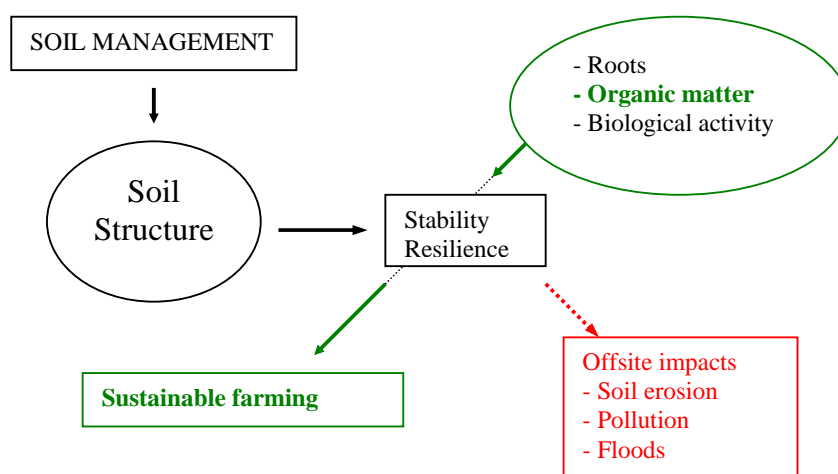 SOIL MANAGEMENT
- Roots
- Organic matter
- Biological activity
Soil
Structure
Stability
Resilience
Sustainable farming
Offsite impacts
- Soil erosion
- Pollution
- Floods